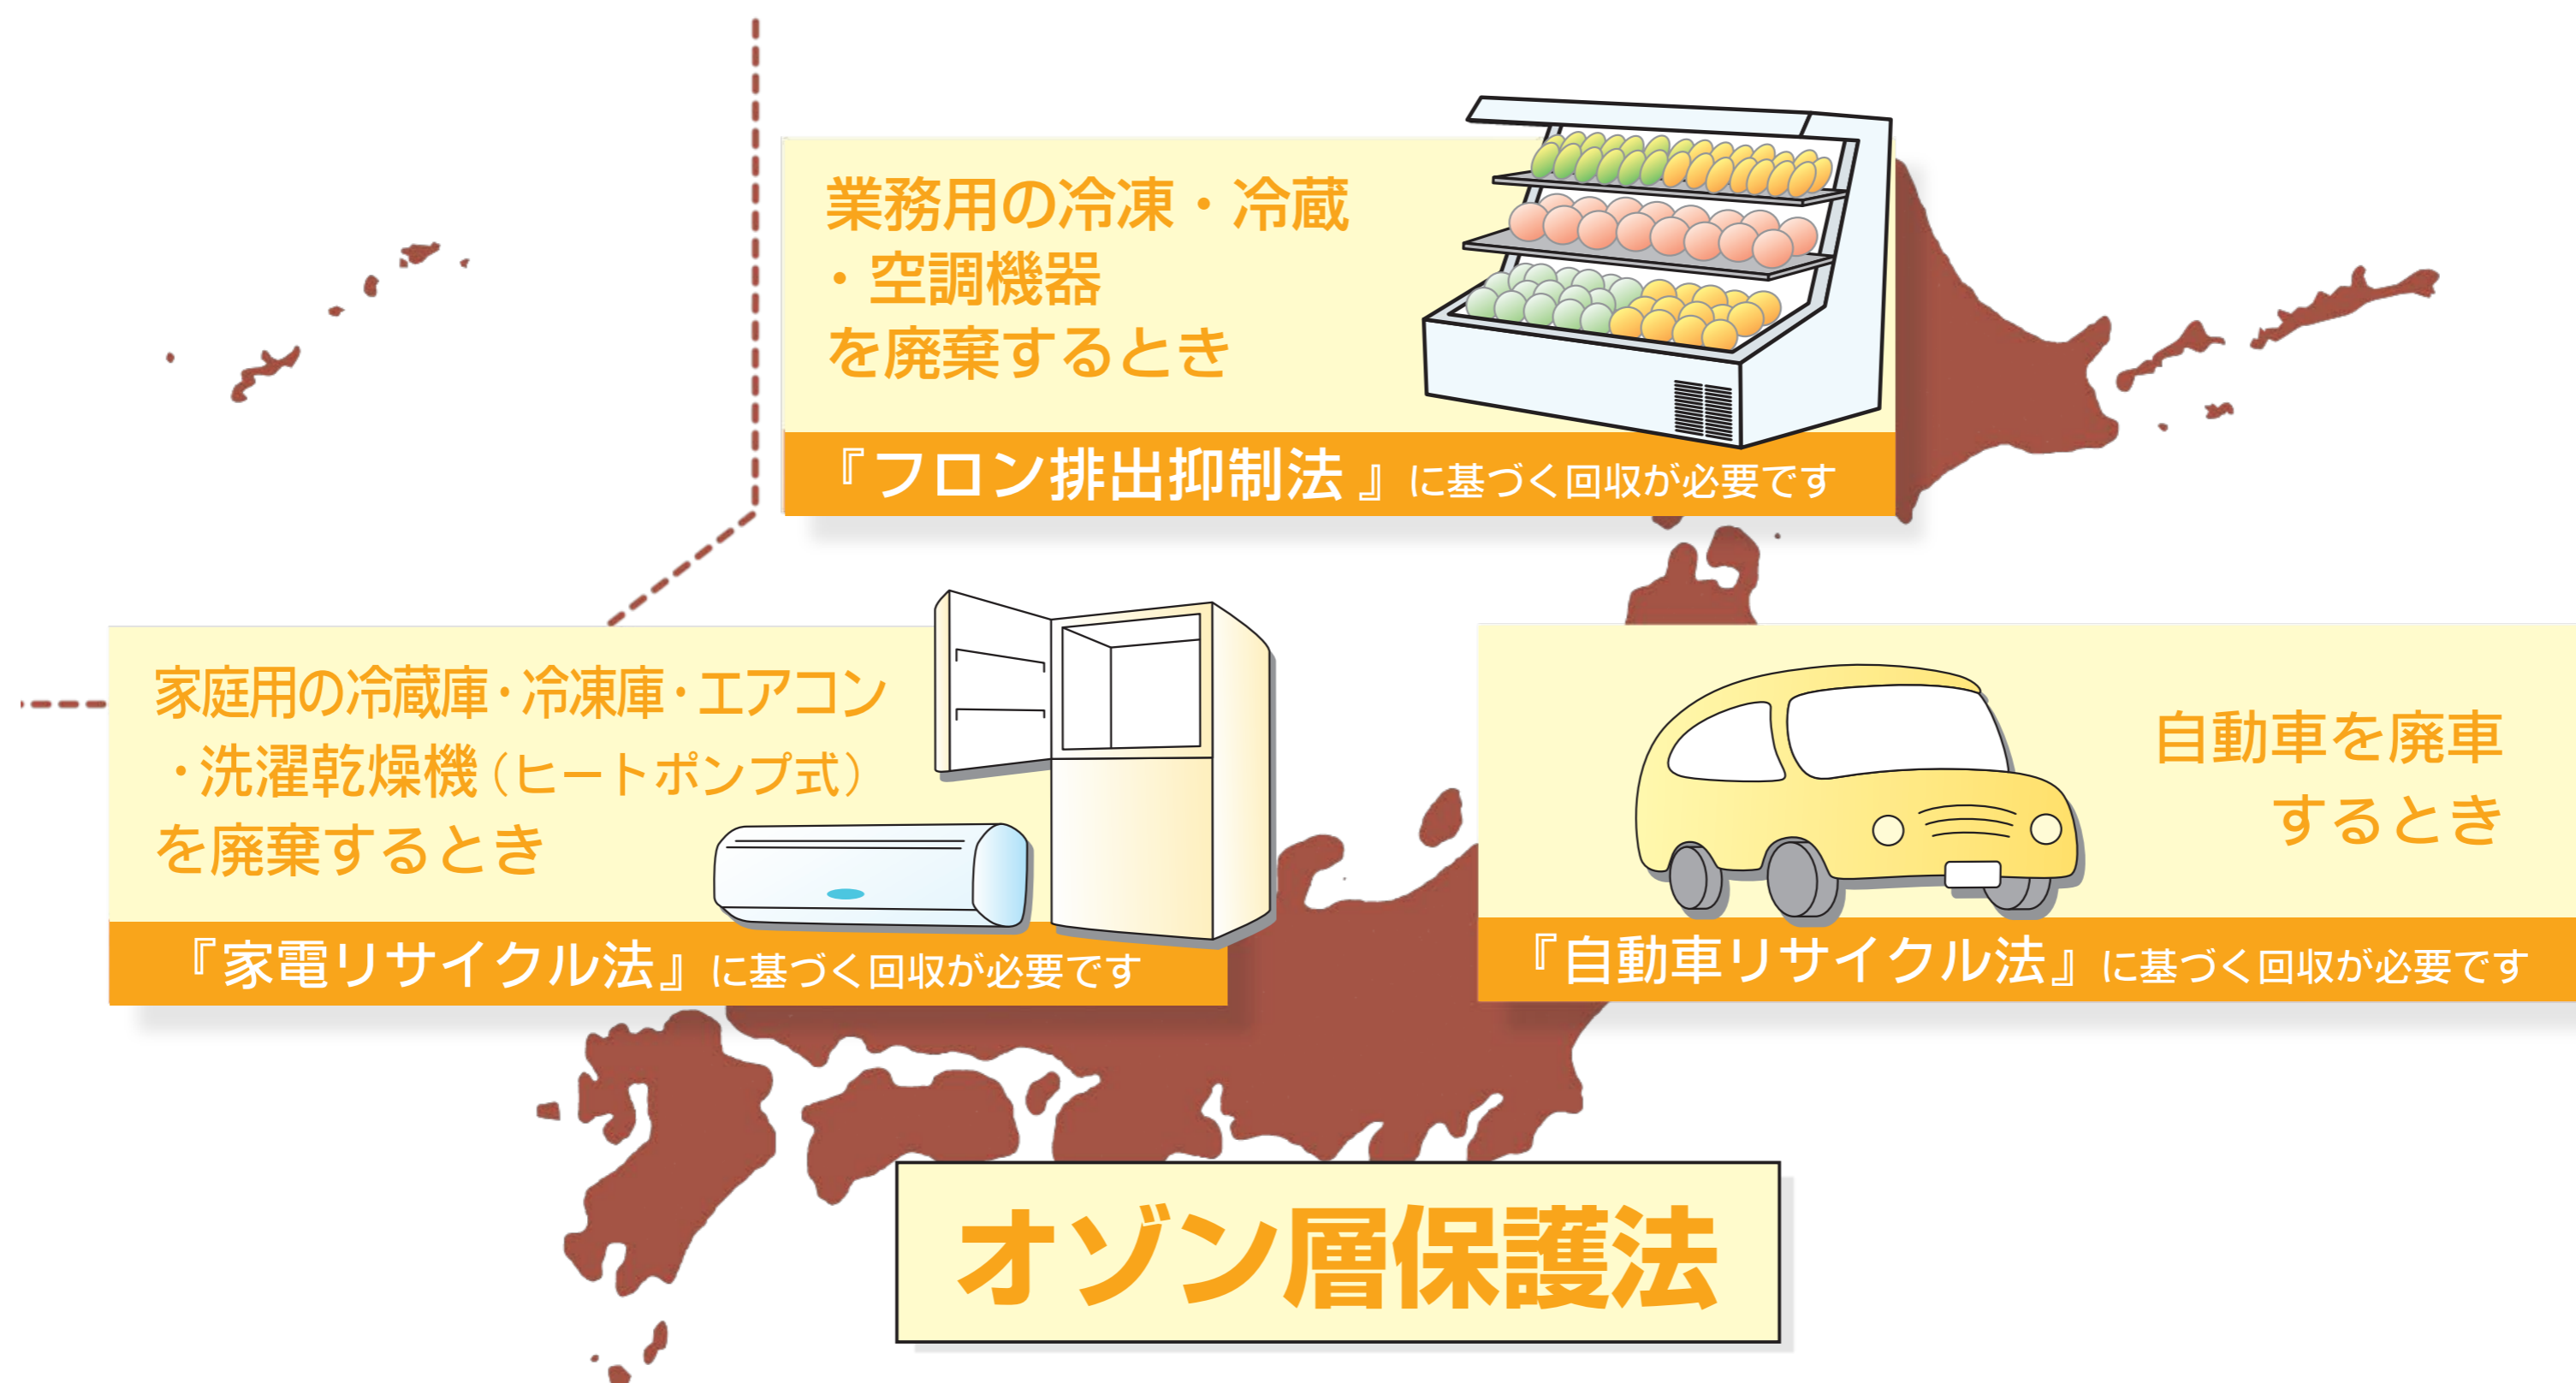 業務用の冷凍・冷蔵
・空調機器
を廃棄するとき
『フロン排出抑制法』に基づく回収が必要です
家庭用の冷蔵庫・冷凍庫・エアコン
・洗濯乾燥機(ヒートポンプ式)
を廃棄するとき
『家電リサイクル法』に基づく回収が必要です
自動車を廃車
するとき
『自動車リサイクル法』に基づく回収が必要です
オゾン層保護法